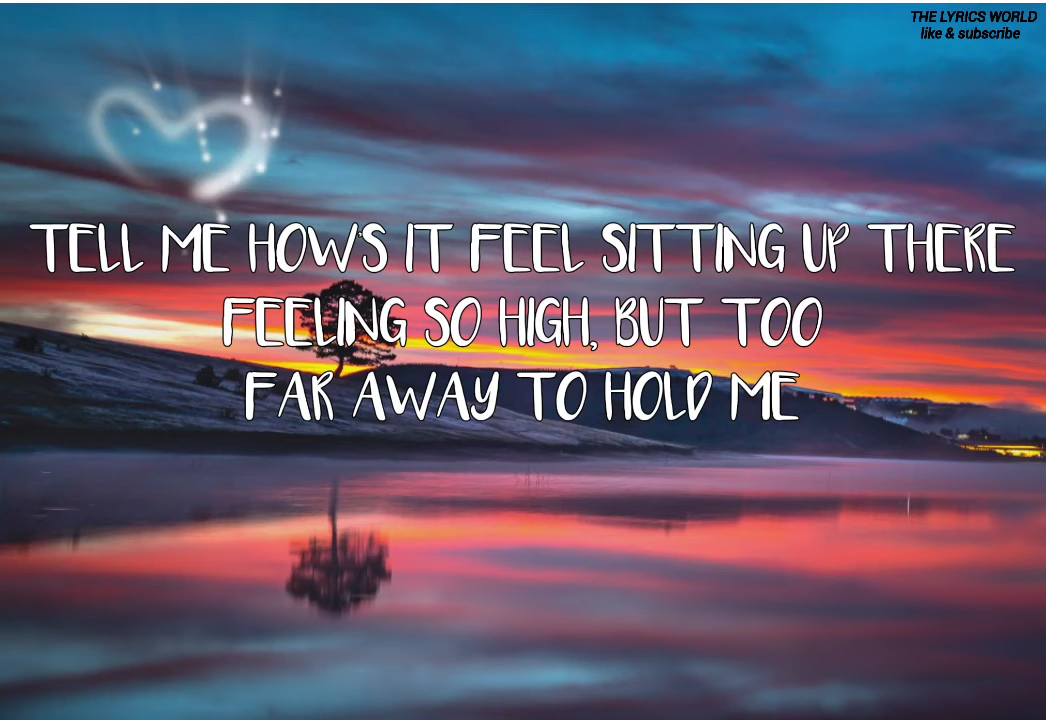 THE LYRICS WORLD
like & subscribe
TELL ME HOW'S IT FEEL SITTING UP THERE
FEELING SO HIGH, BUT TOO
FAR AWAY TO HOLD ME